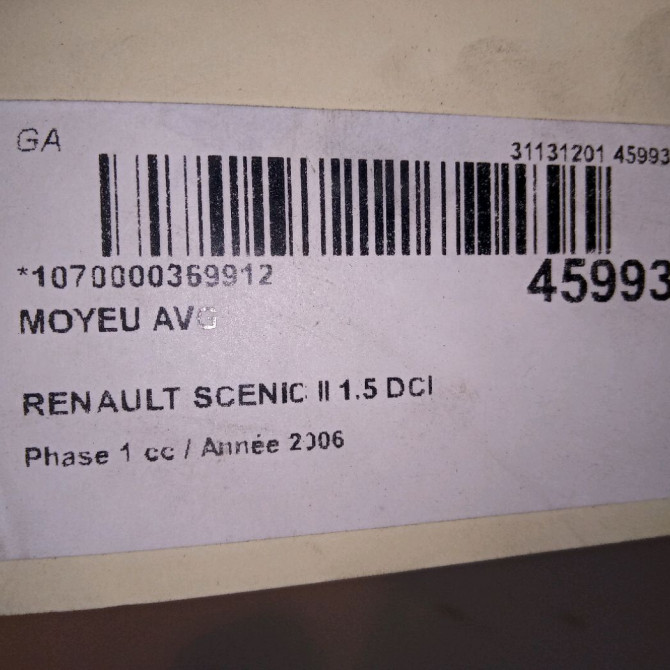 GA
31131201 45993
*1070000369912
45993
MOYEU AVG
RENAULT SCENIC II 1.5 DCI
Phase 1 cc / Année 2006